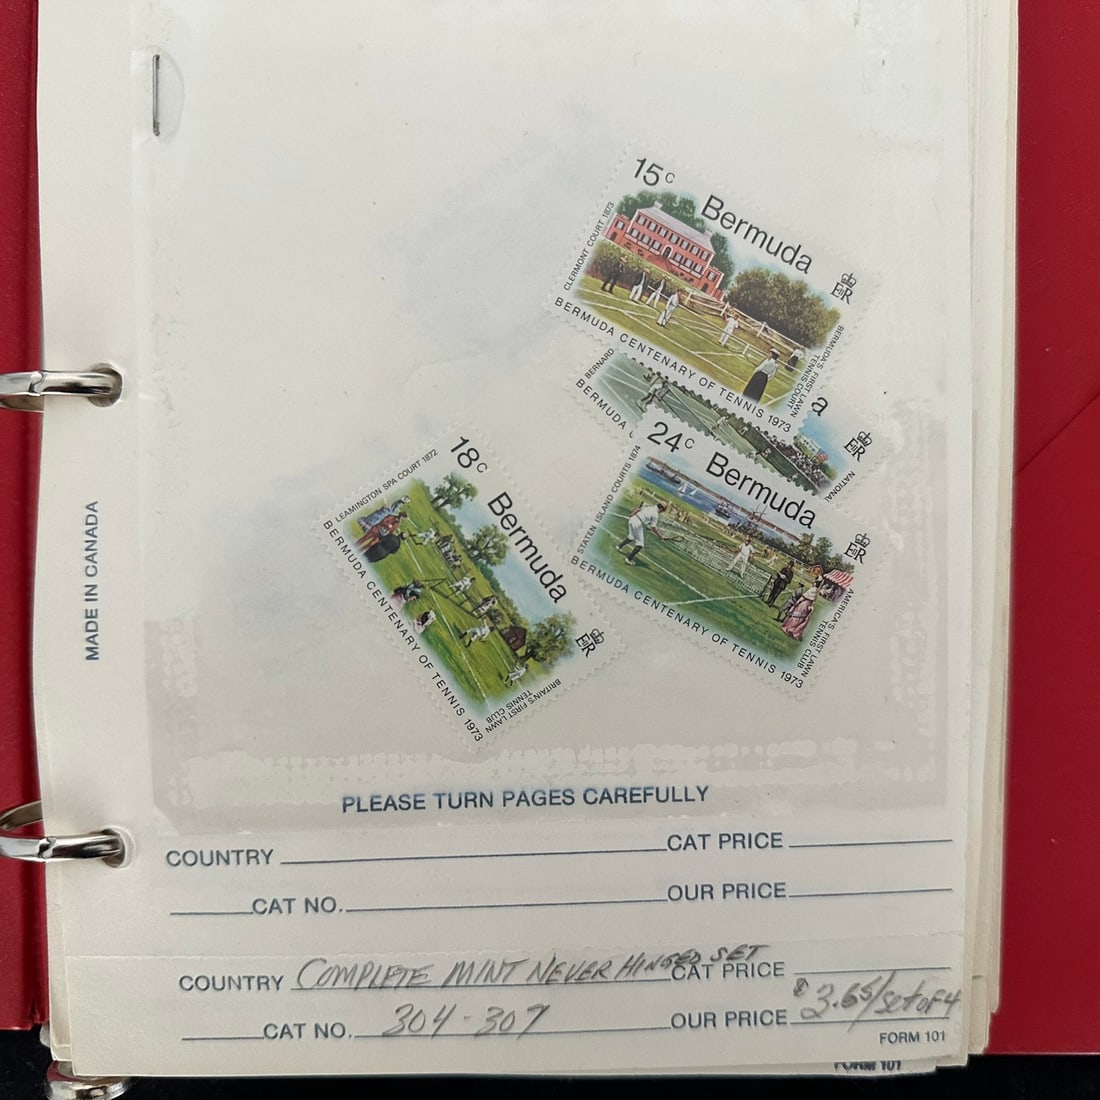 15c
Bermuda
CLERMONT COURT 1873
EIIR
BERMUDA'S FIRST LAWN
TENNIS COURT
BERMUDA CENTENARY OF TENNIS 1973
BERNARD
a
EIIR
BERMUDA
24c
Bermuda
STATEN ISLAND COURTS 1874
EIIR
AMERICA'S FIRST LAWN
TENNIS CLUB
BERMUDA CENTENARY OF TENNIS 1973
18c
Bermuda
LEAMINGTON SPA COURT 1872
EIIR
BRITAIN'S FIRST LAWN
TENNIS CLUB
BERMUDA CENTENARY OF TENNIS 1973
MADE IN CANADA
PLEASE TURN PAGES CAREFULLY
COUNTRY CAT PRICE
CAT NO. OUR PRICE
COUNTRY COMPLETE MINT NEVER HINGED SET CAT PRICE
CAT NO. 304-307 OUR PRICE $3.65/set of 4
FORM 101
FORM 101